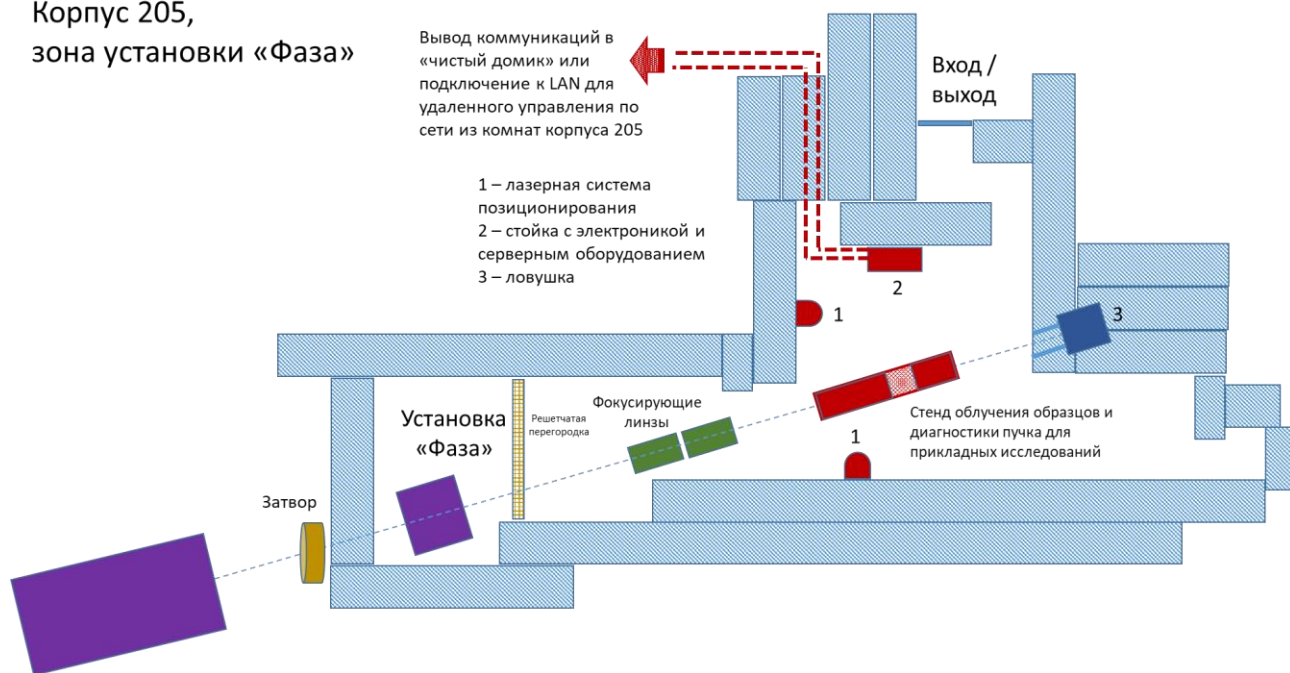 Корпус 205,
зона установки «Фаза»
Вывод коммуникаций в
«чистый домик» или
подключение к LAN для
удаленного управления по
сети из комнат корпуса 205
Вход /
выход
1 – лазерная система
позиционирования
2 – стойка с электроникой и
серверным оборудованием
3 – ловушка
2
1
3
Установка
«Фаза»
Решетчатая
перегородка
Фокусирующие
линзы
1
Стенд облучения образцов и
диагностики пучка для
прикладных исследований
Затвор